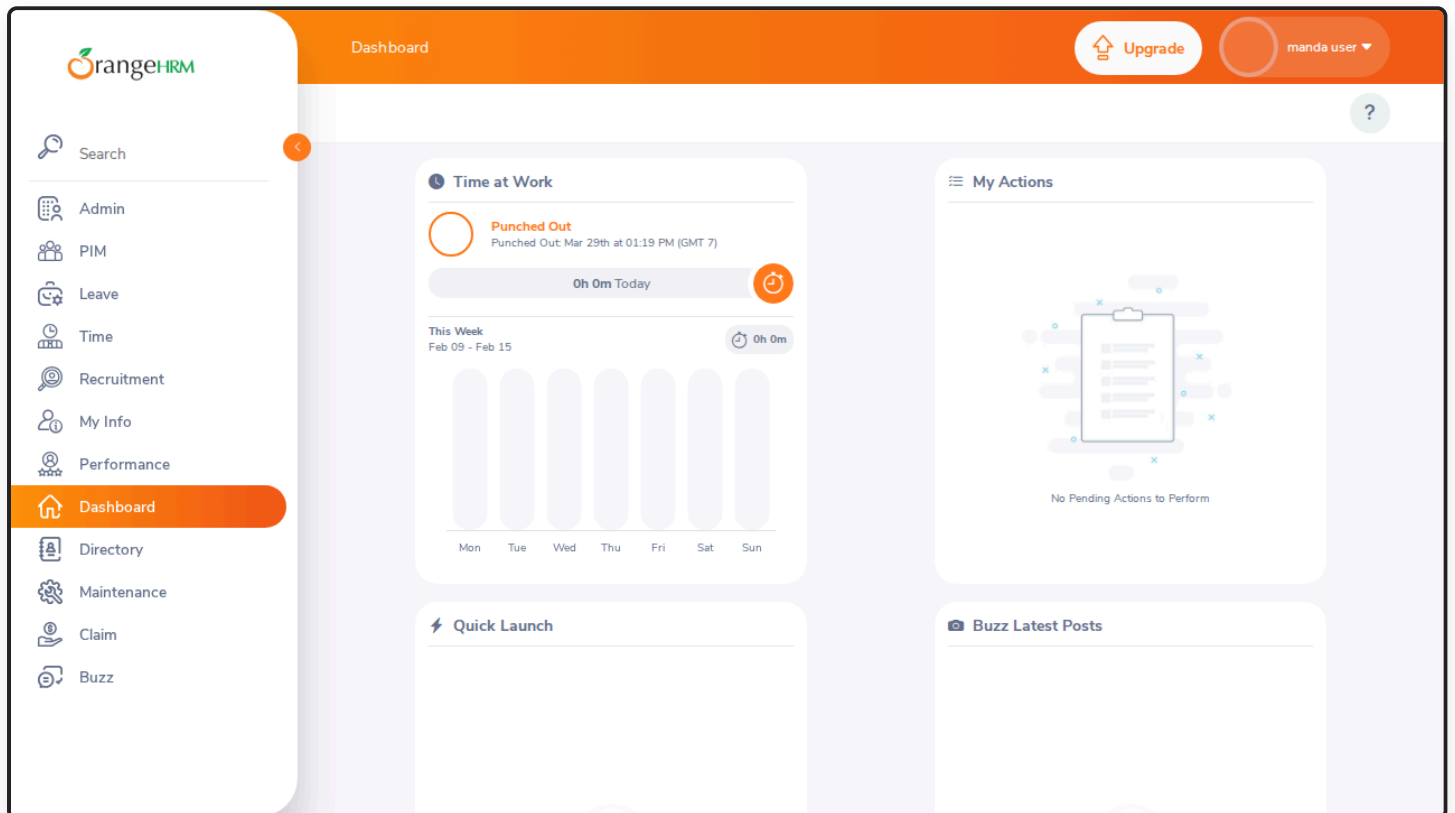 OrangeHRM
Search
Admin
PIM
Leave
Time
Recruitment
My Info
Performance
Dashboard
Directory
Maintenance
Claim
Buzz
Dashboard
Upgrade
manda user
?
Time at Work
Punched Out
Punched Out: Mar 29th at 01:19 PM (GMT 7)
0h 0m Today
This Week
Feb 09 - Feb 15
0h 0m
Mon Tue Wed Thu Fri Sat Sun
My Actions
No Pending Actions to Perform
Quick Launch
Buzz Latest Posts